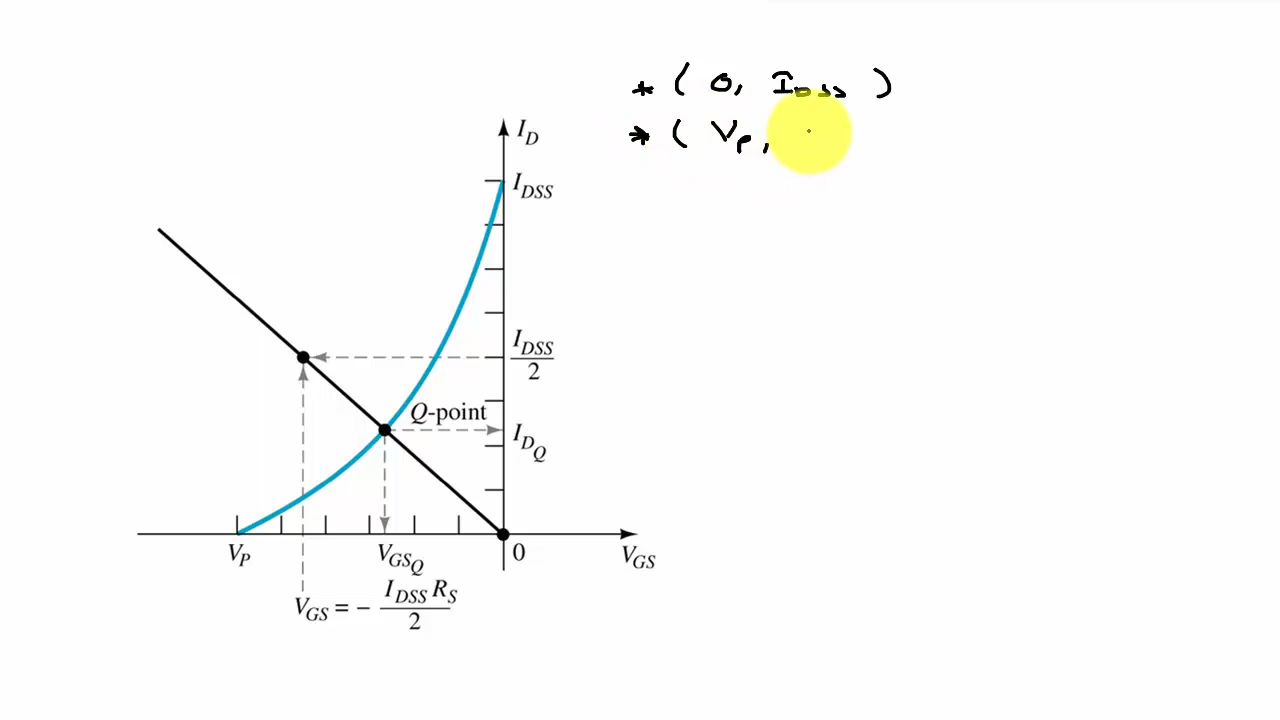 * ( 0, IDSS )
* ( VP,
ID
IDSS
IDSS
2
Q-point
IDQ
VP
VGSQ
0
VGS
VGS = – IDSS RS
2